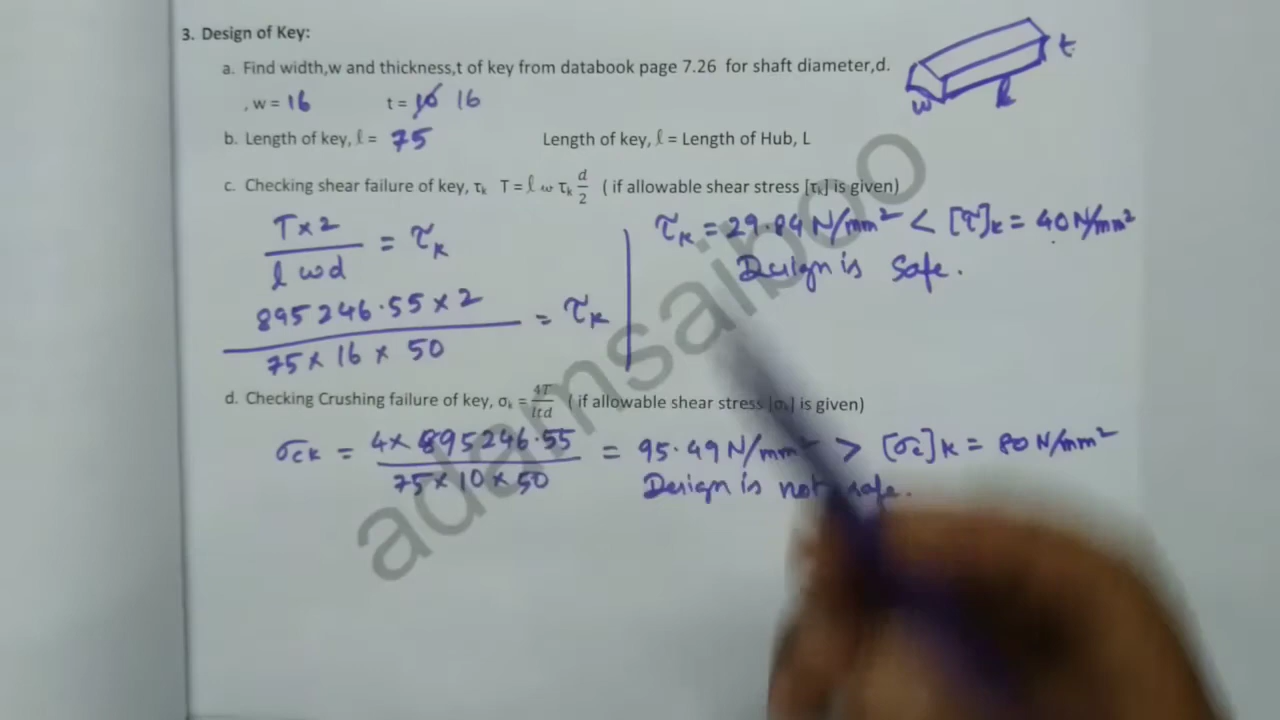 3. Design of Key:
a. Find width,w and thickness,t of key from databook page 7.26 for shaft diameter,d.
, w = 16 t = 10 16
w l t
b. Length of key, ℓ = 75 Length of key, ℓ = Length of Hub, L
c. Checking shear failure of key, τₖ T = ℓ w τₖ d/2 ( if allowable shear stress [τₖ] is given)
T×2 / l w d = τₖ
895246.55 × 2 / 75 × 16 × 50 = τₖ
τₖ = 29.84 N/mm² < [τ]ₖ = 40 N/mm²
Design is safe.
d. Checking Crushing failure of key, σₖ = 4T/ltd ( if allowable shear stress [σₖ] is given)
σcₖ = 4× 895246.55 / 75×10×50 = 95.49 N/mm² > [σc]ₖ = 80 N/mm²
Design is not safe.
adamsaiboo